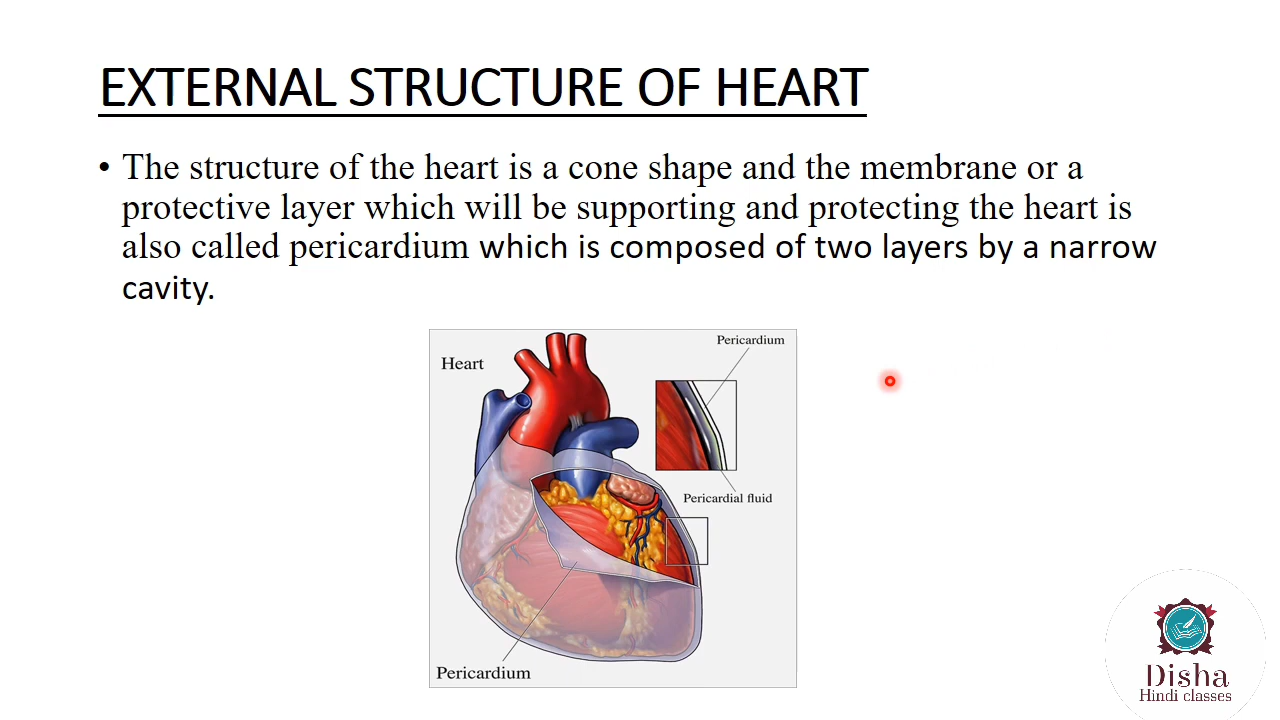 EXTERNAL STRUCTURE OF HEART
• The structure of the heart is a cone shape and the membrane or a
protective layer which will be supporting and protecting the heart is
also called pericardium which is composed of two layers by a narrow
cavity.
Pericardium
Heart
Pericardial fluid
Pericardium
Disha
Hindi classes